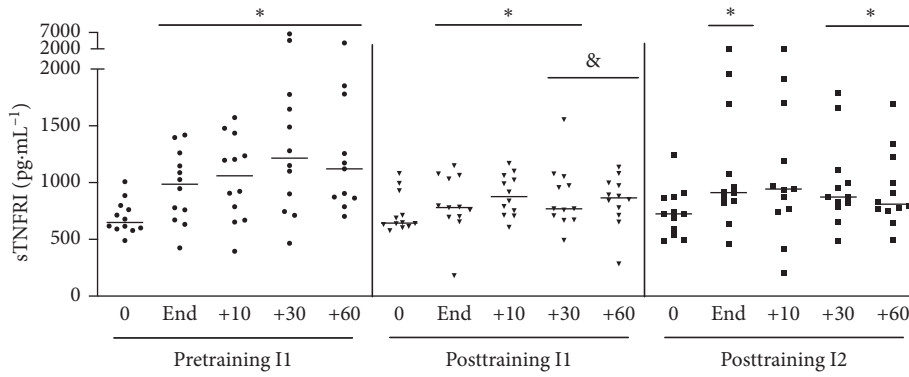 * * * *
&
7000
2000
2000
1500
1000
500
0
sTNFRI (pg·mL⁻¹)
0 End +10 +30 +60 0 End +10 +30 +60 0 End +10 +30 +60
Pretraining I1 Posttraining I1 Posttraining I2